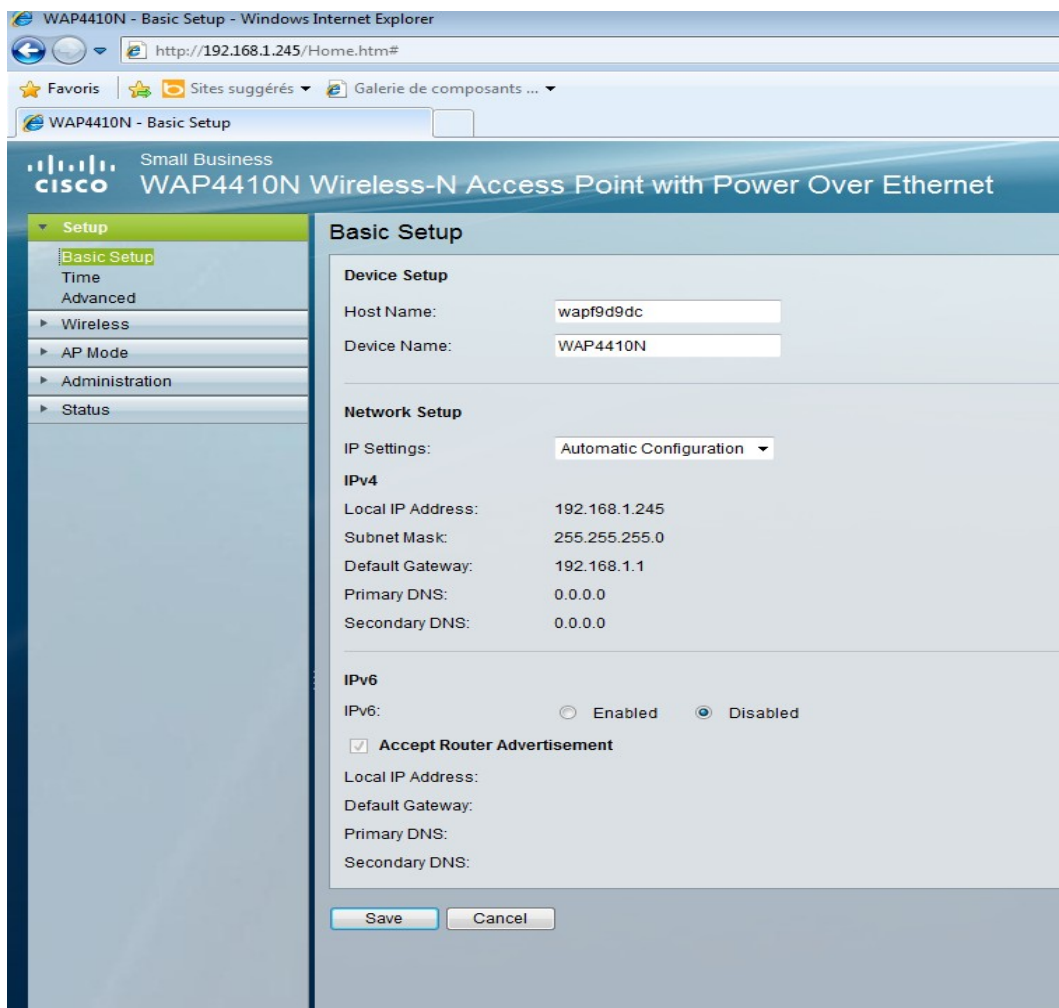 WAP4410N - Basic Setup - Windows Internet Explorer
http://192.168.1.245/Home.htm#
Favoris
Sites suggérés
Galerie de composants ...
WAP4410N - Basic Setup
Small Business
CISCO WAP4410N Wireless-N Access Point with Power Over Ethernet
Setup
Basic Setup
Time
Advanced
Wireless
AP Mode
Administration
Status
Basic Setup
Device Setup
Host Name: wapf9d9dc
Device Name: WAP4410N
Network Setup
IP Settings: Automatic Configuration
IPv4
Local IP Address: 192.168.1.245
Subnet Mask: 255.255.255.0
Default Gateway: 192.168.1.1
Primary DNS: 0.0.0.0
Secondary DNS: 0.0.0.0
IPv6
IPv6: Enabled Disabled
Accept Router Advertisement
Local IP Address:
Default Gateway:
Primary DNS:
Secondary DNS:
Save Cancel